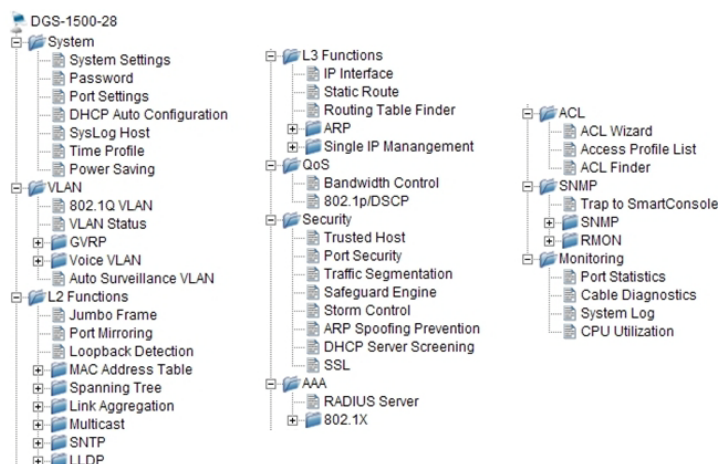 DGS-1500-28
System
System Settings
Password
Port Settings
DHCP Auto Configuration
SysLog Host
Time Profile
Power Saving
VLAN
802.1Q VLAN
VLAN Status
GVRP
Voice VLAN
Auto Surveillance VLAN
L2 Functions
Jumbo Frame
Port Mirroring
Loopback Detection
MAC Address Table
Spanning Tree
Link Aggregation
Multicast
SNTP
LLDP
L3 Functions
IP Interface
Static Route
Routing Table Finder
ARP
Single IP Manangement
QoS
Bandwidth Control
802.1p/DSCP
Security
Trusted Host
Port Security
Traffic Segmentation
Safeguard Engine
Storm Control
ARP Spoofing Prevention
DHCP Server Screening
SSL
AAA
RADIUS Server
802.1X
ACL
ACL Wizard
Access Profile List
ACL Finder
SNMP
Trap to SmartConsole
SNMP
RMON
Monitoring
Port Statistics
Cable Diagnostics
System Log
CPU Utilization